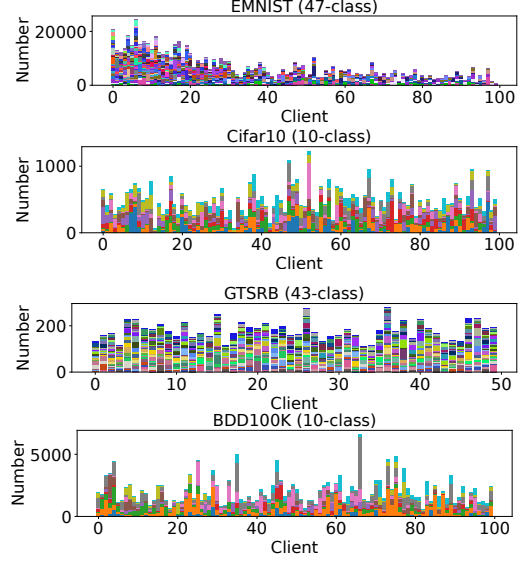 EMNIST (47-class)
Number
20000
0
0 20 40 60 80 100
Client
Cifar10 (10-class)
Number
1000
0
0 20 40 60 80 100
Client
GTSRB (43-class)
Number
200
0
0 10 20 30 40 50
Client
BDD100K (10-class)
Number
5000
0
0 20 40 60 80 100
Client